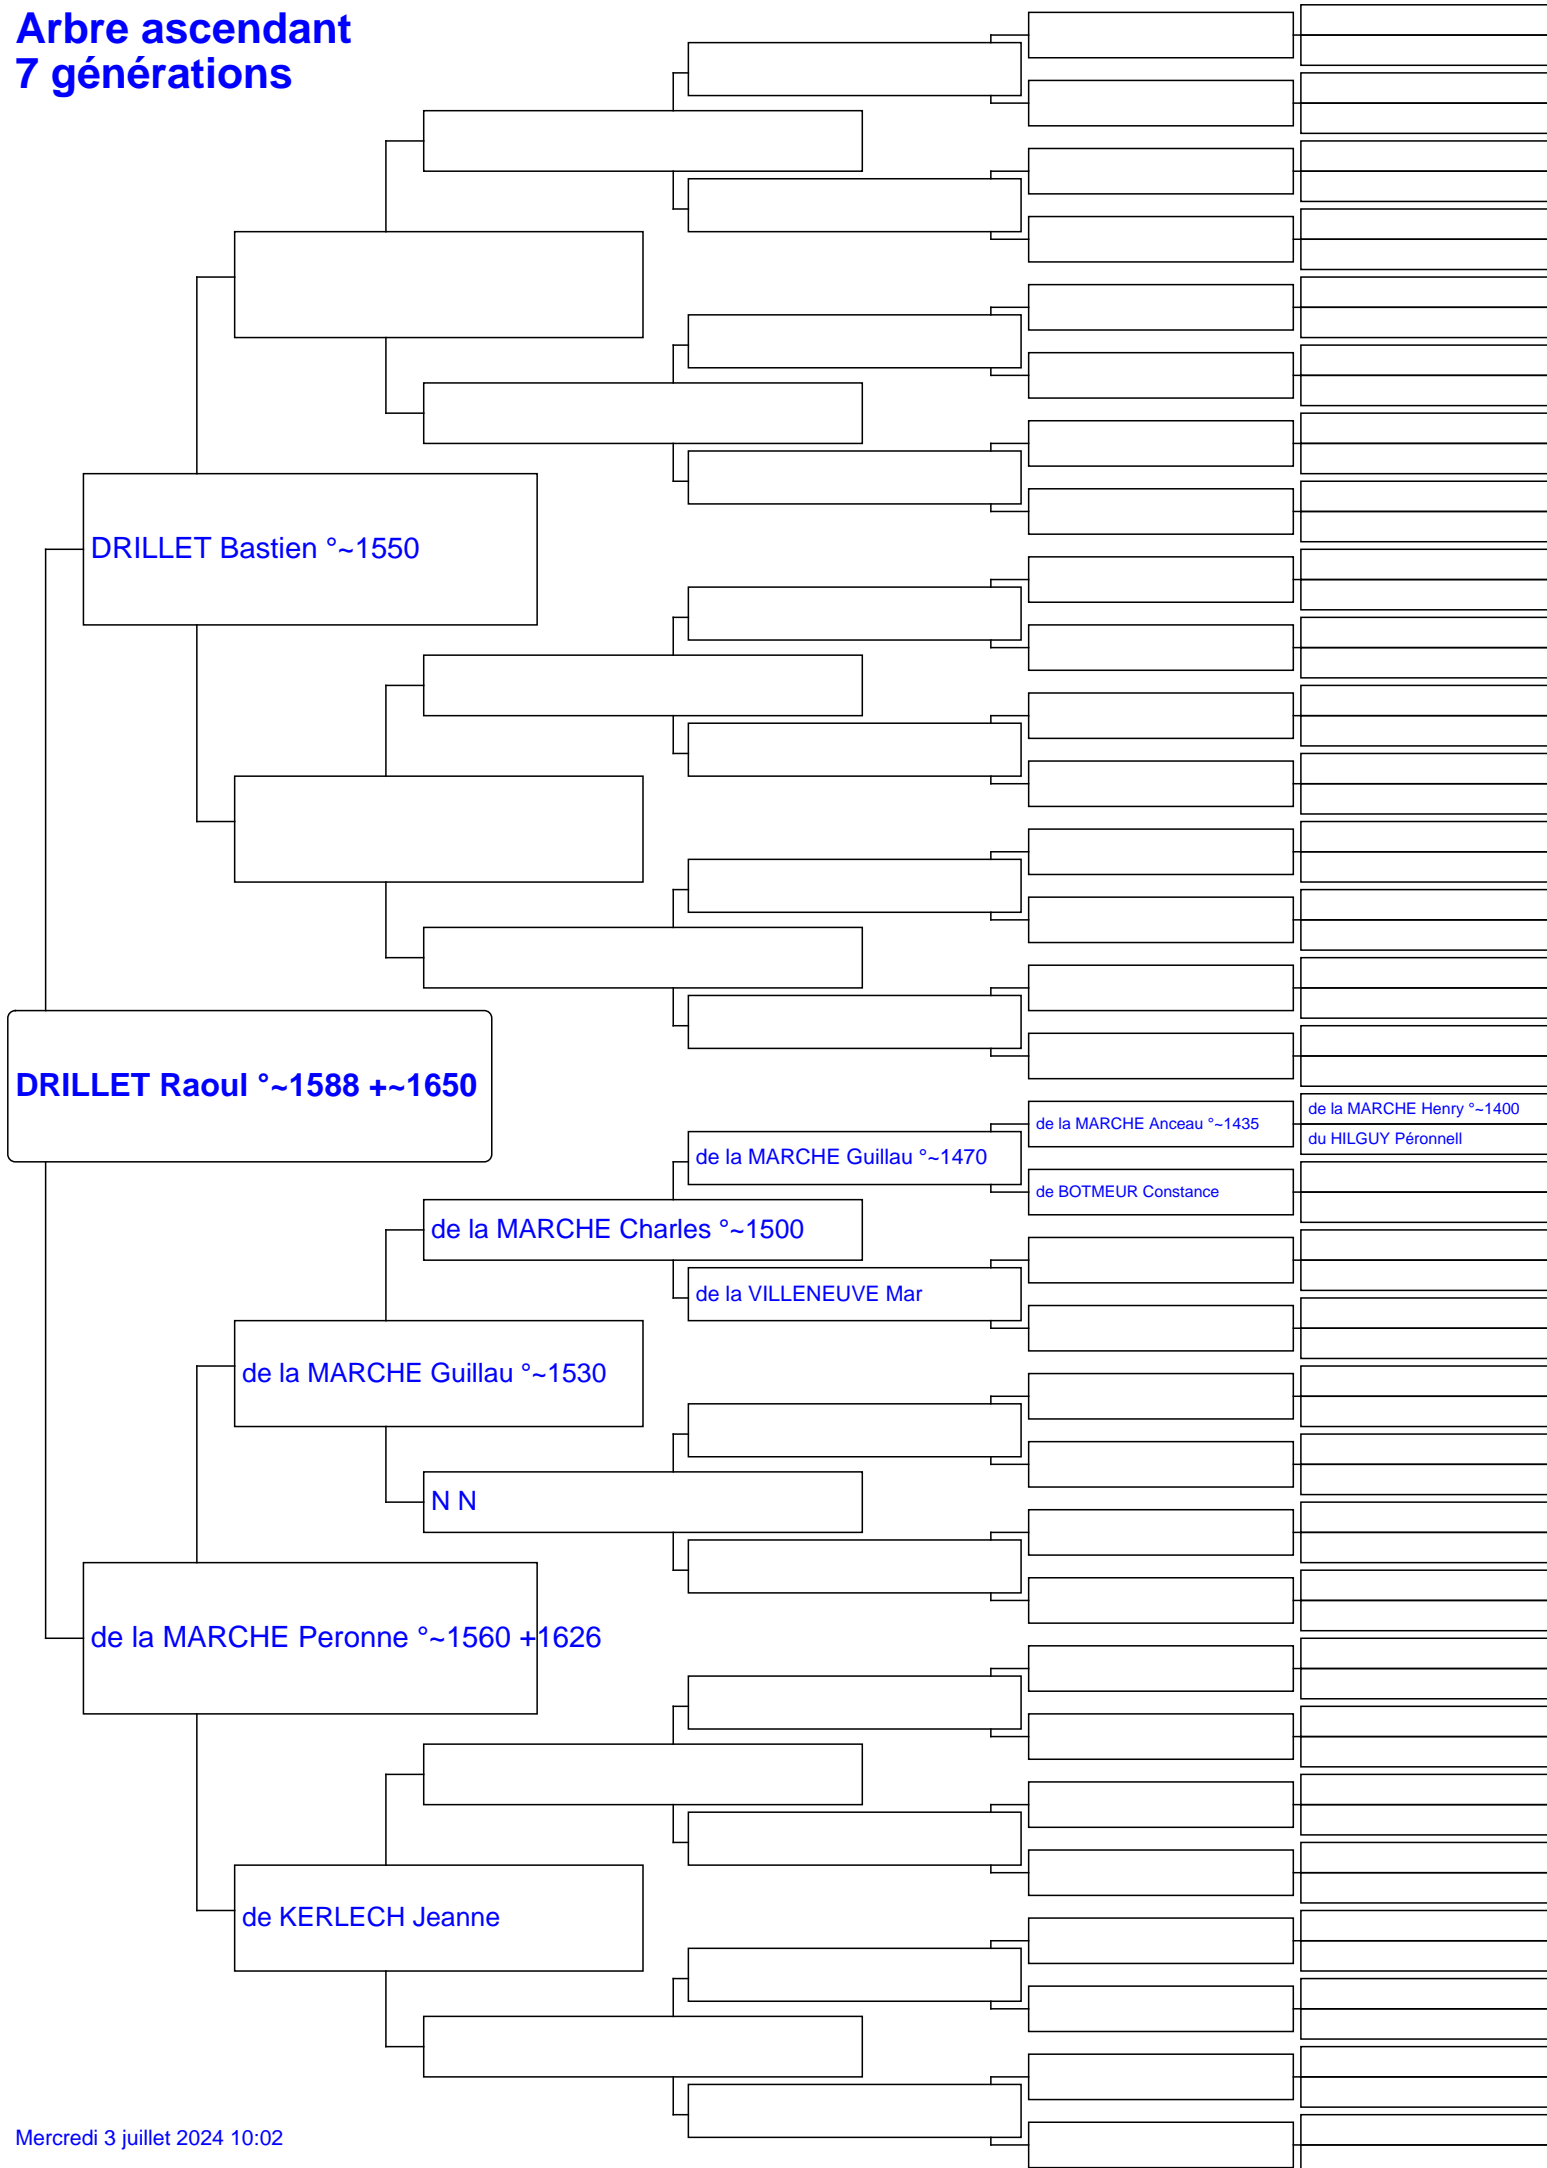 Arbre ascendant
7 générations
DRILLET Bastien °~1550
DRILLET Raoul °~1588 +~1650
de la MARCHE Henry °~1400
de la MARCHE Anceau °~1435
du HILGUY Péronnell
de la MARCHE Guillau °~1470
de BOTMEUR Constance
de la MARCHE Charles °~1500
de la VILLENEUVE Mar
de la MARCHE Guillau °~1530
N N
de la MARCHE Peronne °~1560 +1626
de KERLECH Jeanne
Mercredi 3 juillet 2024 10:02